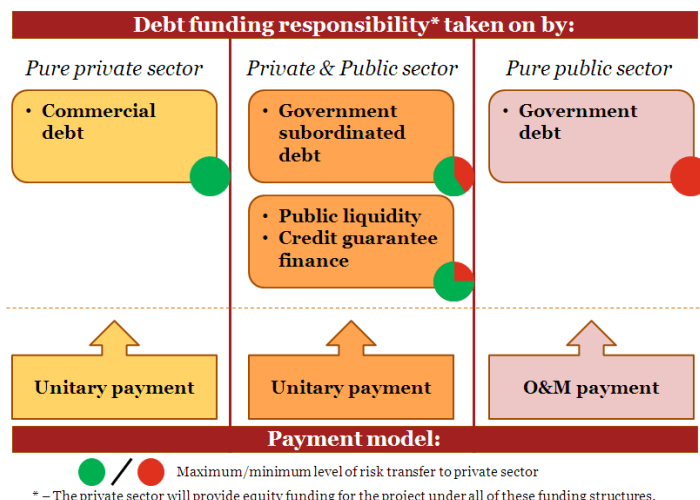 Debt funding responsibility* taken on by:
Pure private sector
Private & Public sector
Pure public sector
• Commercial
debt
• Government
subordinated
debt
• Government
debt
• Public liquidity
• Credit guarantee
finance
Unitary payment
Unitary payment
O&M payment
Payment model:
Maximum/minimum level of risk transfer to private sector
* – The private sector will provide equity funding for the project under all of these funding structures.